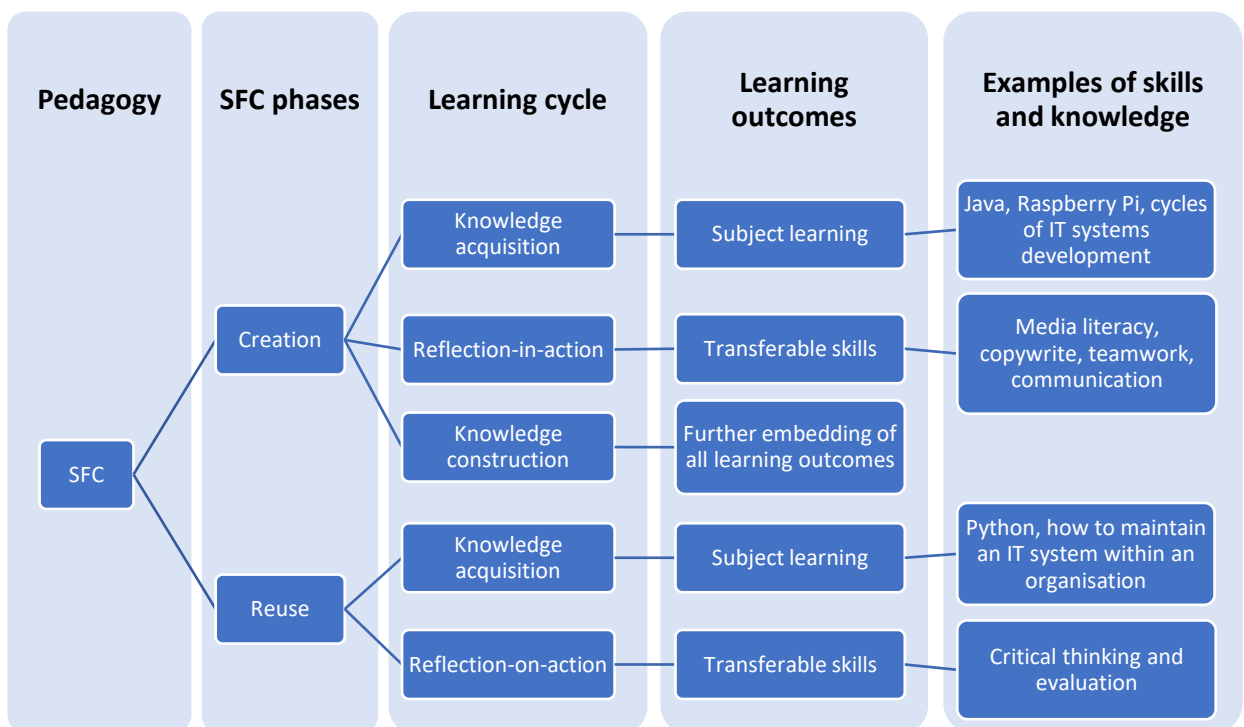 Pedagogy
SFC phases
Learning cycle
Learning
outcomes
Examples of skills
and knowledge
SFC
Creation
Reuse
Knowledge
acquisition
Reflection-in-action
Knowledge
construction
Knowledge
acquisition
Reflection-on-action
Subject learning
Transferable skills
Further embedding of
all learning outcomes
Subject learning
Transferable skills
Java, Raspberry Pi, cycles
of IT systems
development
Media literacy,
copywrite, teamwork,
communication
Python, how to maintain
an IT system within an
organisation
Critical thinking and
evaluation